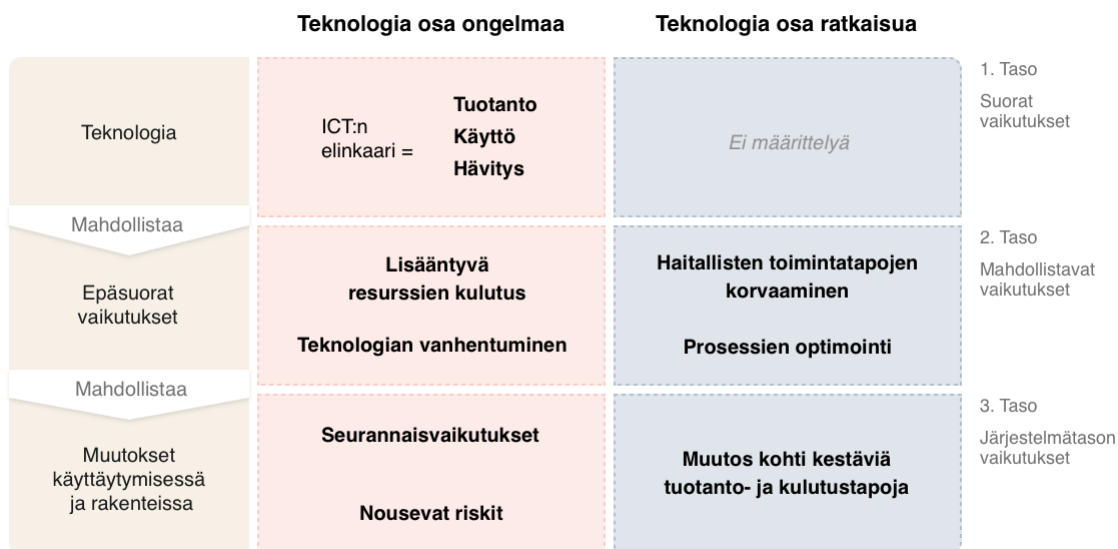 Teknologia osa ongelmaa
Teknologia osa ratkaisua
Teknologia
ICT:n
elinkaari =
Tuotanto
Käyttö
Hävitys
Ei määrittelyä
1. Taso
Suorat
vaikutukset
Mahdollistaa
Epäsuorat
vaikutukset
Lisääntyvä
resurssien kulutus
Teknologian vanhentuminen
Haitallisten toimintatapojen
korvaaminen
Prosessien optimointi
2. Taso
Mahdollistavat
vaikutukset
Mahdollistaa
Muutokset
käyttäytymisessä
ja rakenteissa
Seurannaisvaikutukset
Nousevat riskit
Muutos kohti kestäviä
tuotanto- ja kulutustapoja
3. Taso
Järjestelmätason
vaikutukset